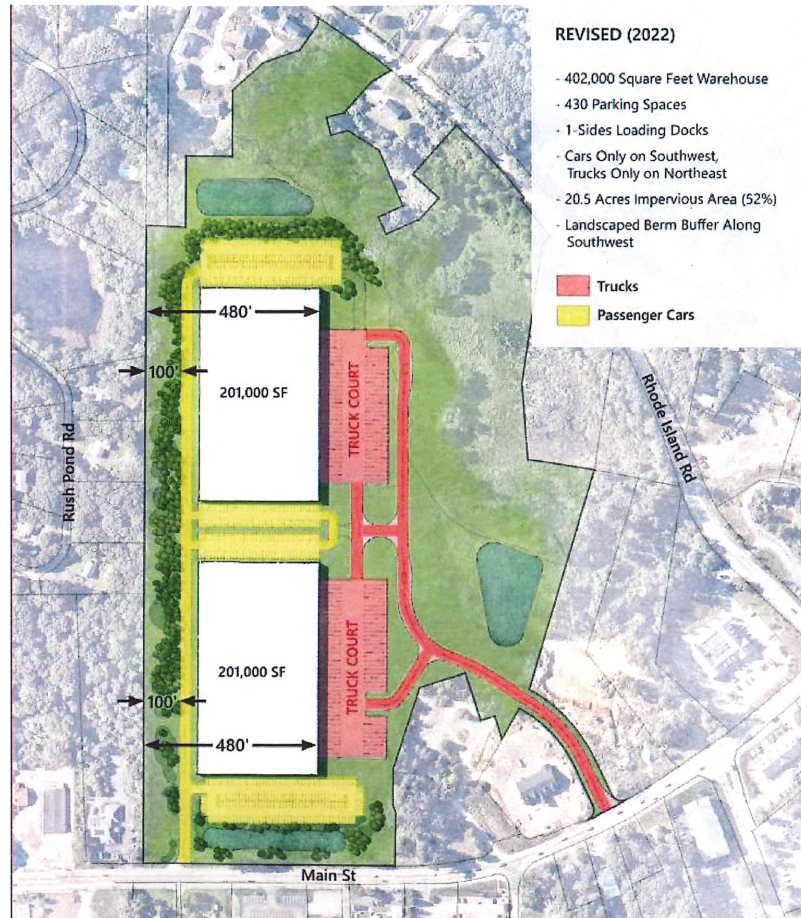 REVISED (2022)
- 402,000 Square Feet Warehouse
- 430 Parking Spaces
- 1-Sides Loading Docks
- Cars Only on Southwest,
Trucks Only on Northeast
- 20.5 Acres Impervious Area (52%)
- Landscaped Berm Buffer Along
Southwest
Trucks
Passenger Cars
480'
100'
201,000 SF
TRUCK COURT
Rush Pond Rd
Rhode Island Rd
201,000 SF
TRUCK COURT
100'
480'
Main St